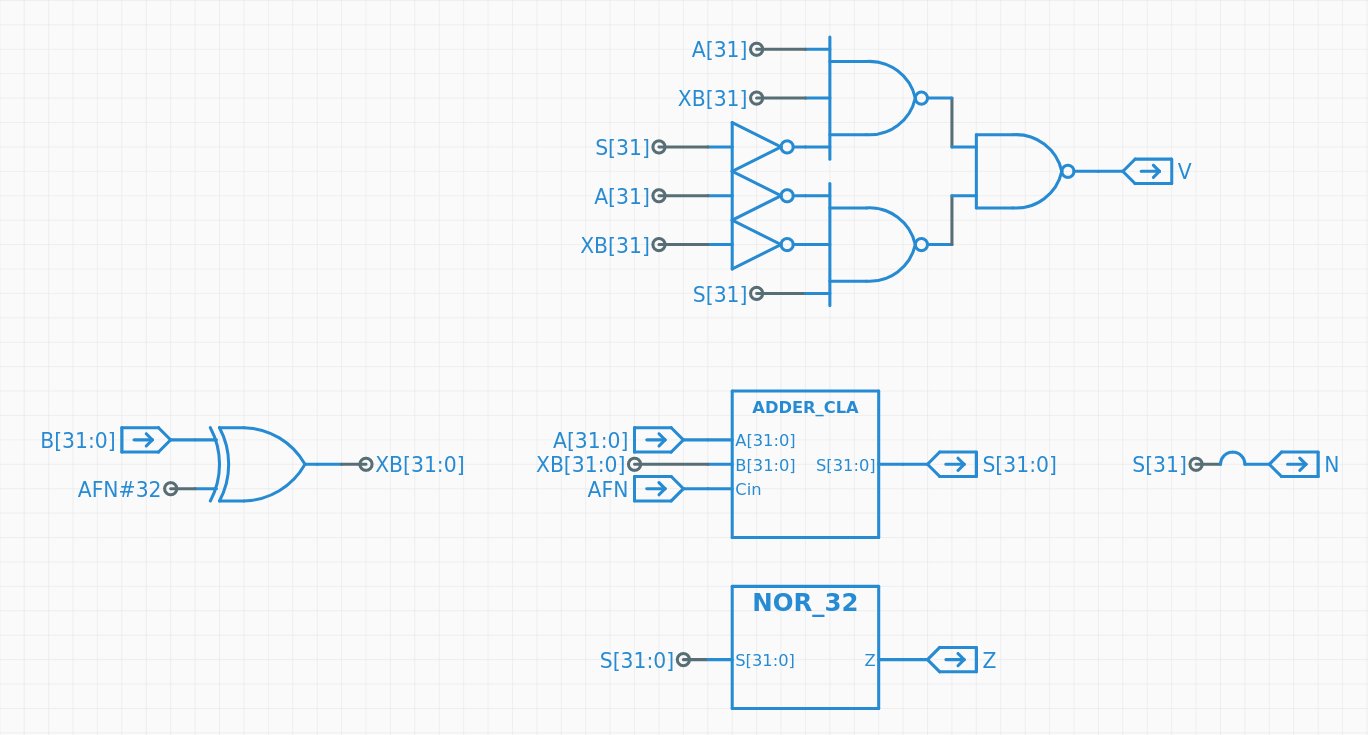 A[31]
XB[31]
S[31]
A[31]
XB[31]
S[31]
V
B[31:0]
AFN#32
XB[31:0]
A[31:0]
XB[31:0]
AFN
ADDER_CLA
A[31:0]
B[31:0] S[31:0]
Cin
S[31:0]
S[31]
N
NOR_32
S[31:0]
S[31:0] Z
Z